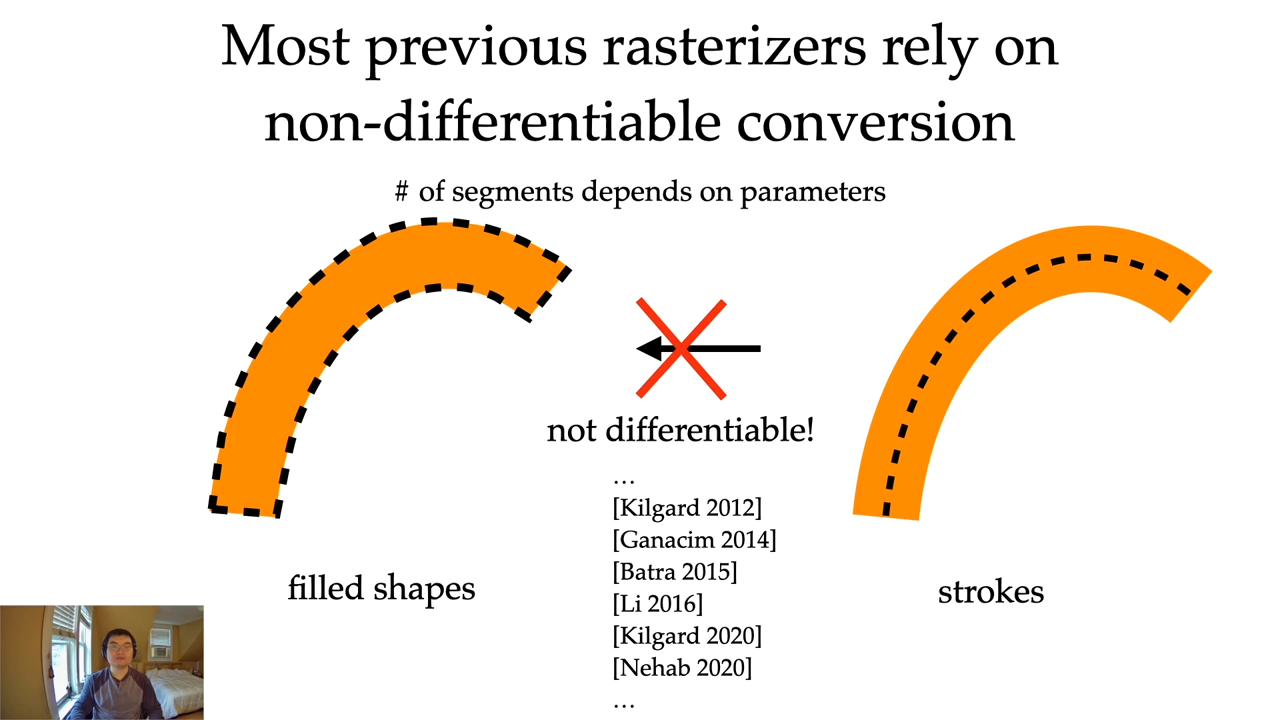 Most previous rasterizers rely on
non-differentiable conversion
# of segments depends on parameters
not differentiable!
...
[Kilgard 2012]
[Ganacim 2014]
[Batra 2015]
[Li 2016]
[Kilgard 2020]
[Nehab 2020]
...
filled shapes
strokes